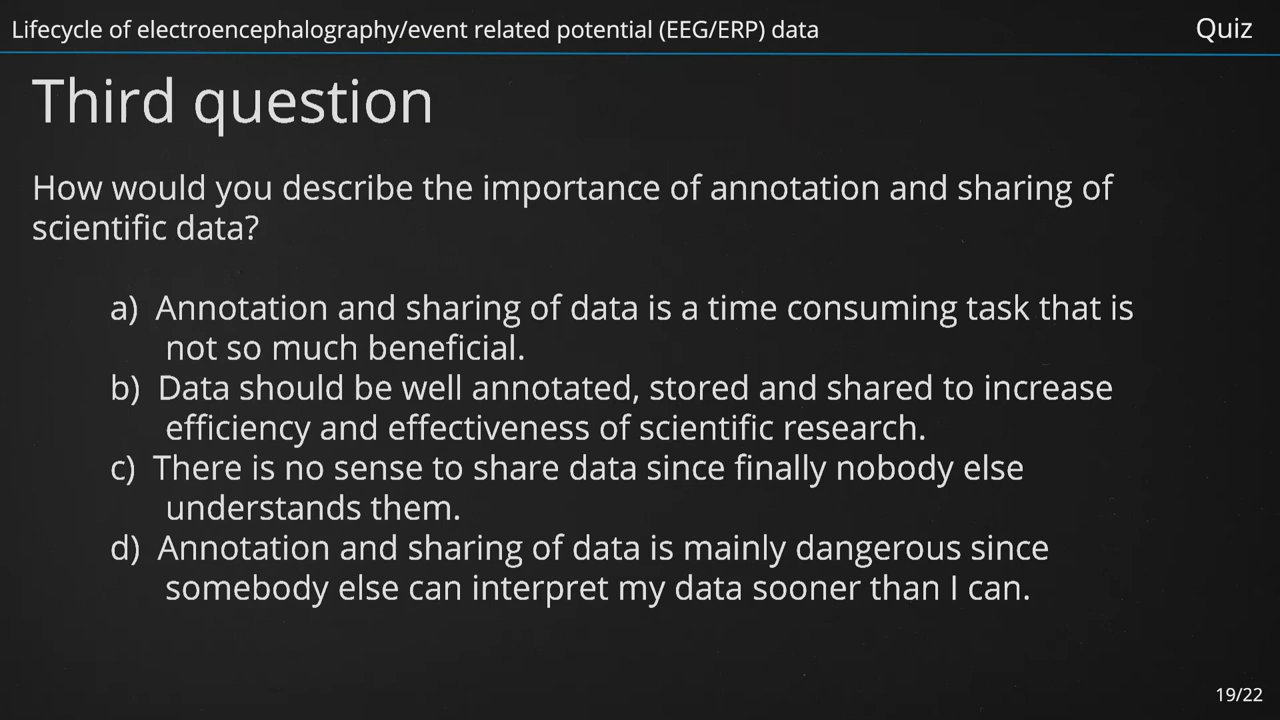 Lifecycle of electroencephalography/event related potential (EEG/ERP) data
Quiz
Third question
How would you describe the importance of annotation and sharing of
scientific data?
a) Annotation and sharing of data is a time consuming task that is
not so much beneficial.
b) Data should be well annotated, stored and shared to increase
efficiency and effectiveness of scientific research.
c) There is no sense to share data since finally nobody else
understands them.
d) Annotation and sharing of data is mainly dangerous since
somebody else can interpret my data sooner than I can.
19/22